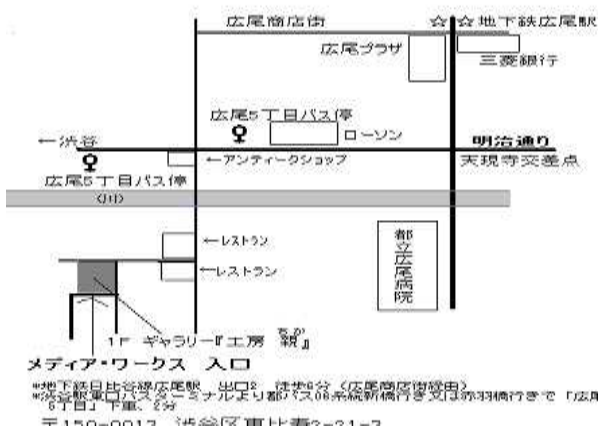 広尾商店街 ☆☆地下鉄広尾駅
広尾プラザ
三菱銀行
広尾5丁目バス停
←渋谷
ローソン
明治通り
←アンティークショップ
天現寺交差点
広尾5丁目バス停
(川)
←レストラン
都立広尾病院
←レストラン
1F ギャラリー『工房 親』
メディア・ワークス 入口
*地下鉄日比谷線広尾駅 出口2 徒歩6分(広尾商店街経由)
*渋谷駅東口バスターミナルより都バス06系統新橋行き又は赤羽橋行きで「広尾
5丁目」下車、2分
〒150-0013 渋谷区恵比寿2-21-3